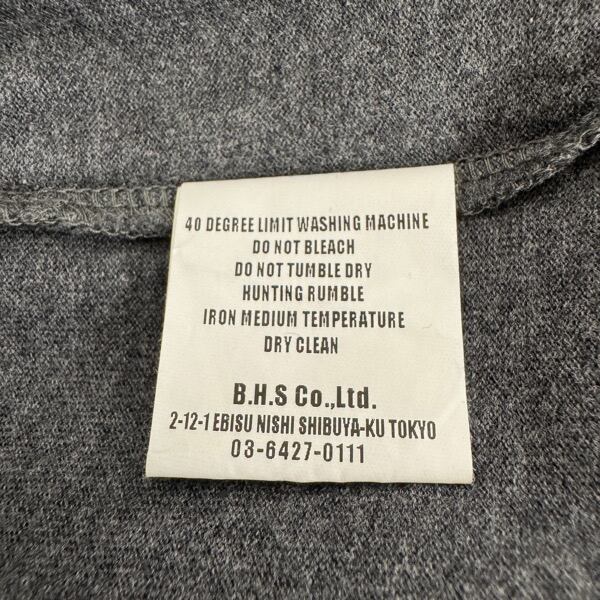 40 DEGREE LIMIT WASHING MACHINE
DO NOT BLEACH
DO NOT TUMBLE DRY
HUNTING RUMBLE
IRON MEDIUM TEMPERATURE
DRY CLEAN
B.H.S Co.,Ltd.
2-12-1 EBISU NISHI SHIBUYA-KU TOKYO
03-6427-0111